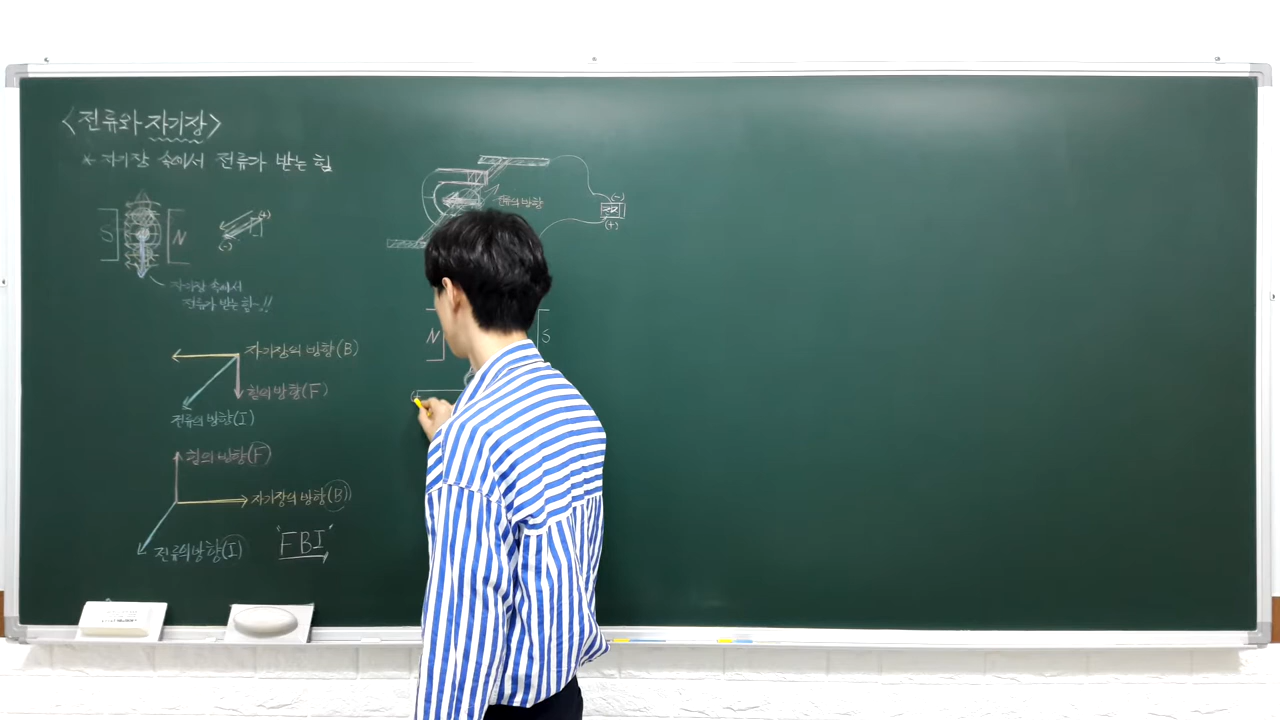 <전류와 자기장>
* 자기장 속에서 전류가 받는 힘
S N (+)
(-)
자기장 속에서
전류가 받는 힘~!!
자기장의 방향(B)
힘의 방향(F)
전류의 방향(I)
힘의 방향(F)
자기장의 방향(B)
전류의 방향(I)
"FBI"
전류의 방향
(-)
(+)
N S